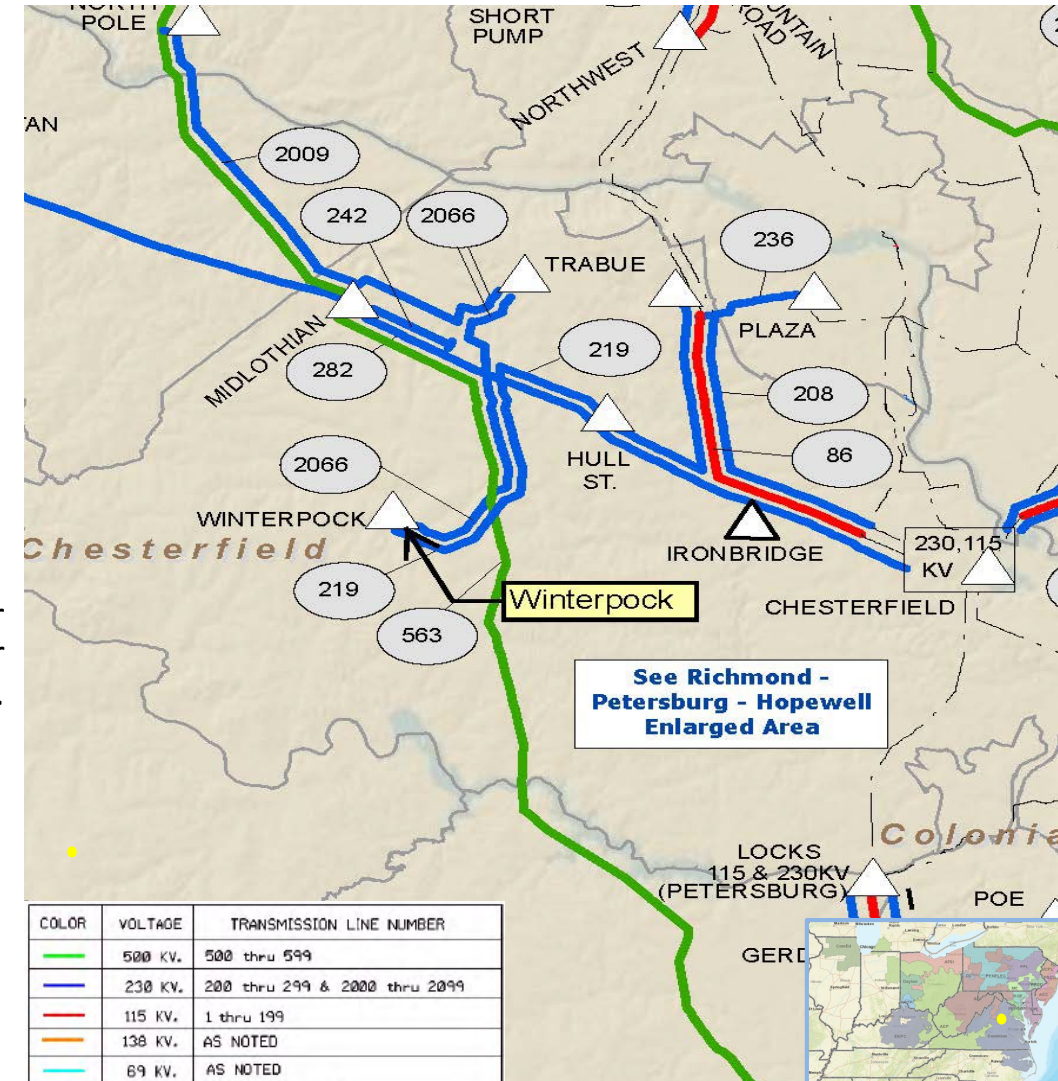 NORTH
POLE
SHORT
PUMP
MOUNTAIN
ROAD
NORTHWEST
2009
242
2066
236
TRABUE
PLAZA
MIDLOTHIAN
282
219
208
HULL
ST.
86
2066
WINTERPOCK
Chesterfield
219
563
Winterpock
IRONBRIDGE
230,115
KV
CHESTERFIELD
See Richmond -
Petersburg - Hopewell
Enlarged Area
Colonia
LOCKS
115 & 230KV
(PETERSBURG)
POE
GERD
COLOR VOLTAGE TRANSMISSION LINE NUMBER
500 KV. 500 thru 599
230 KV. 200 thru 299 & 2000 thru 2099
115 KV. 1 thru 199
138 KV. AS NOTED
69 KV. AS NOTED